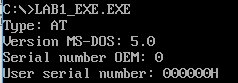 C:\>LAB1_EXE.EXE
Type: AT
Version MS-DOS: 5.0
Serial number OEM: 0
User serial number: 000000H